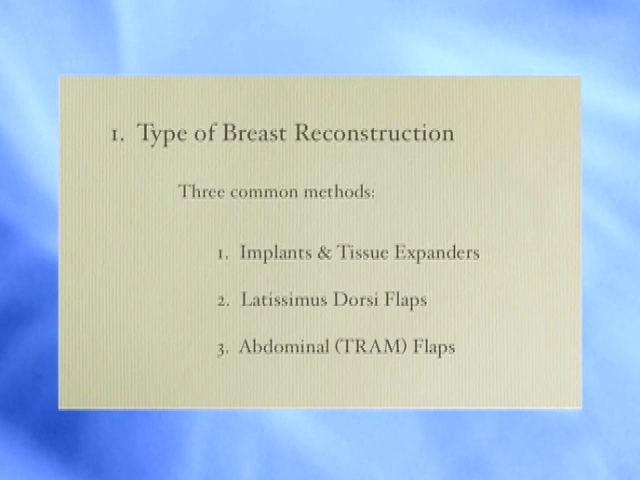 1. Type of Breast Reconstruction
Three common methods:
1. Implants & Tissue Expanders
2. Latissimus Dorsi Flaps
3. Abdominal (TRAM) Flaps